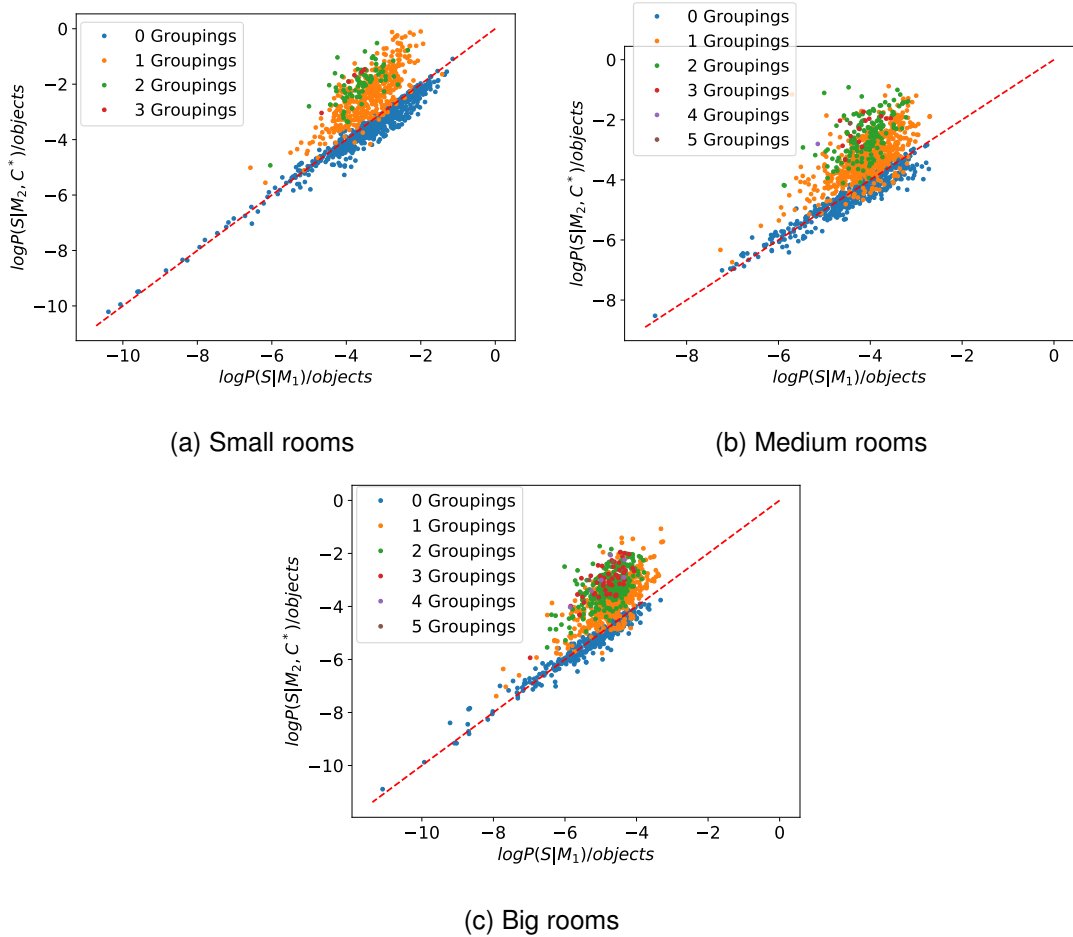 0 Groupings
1 Groupings
2 Groupings
3 Groupings
0
−2
−4
−6
−8
−10
logP(S|M₂, C*)/objects
−10 −8 −6 −4 −2 0
logP(S|M₁)/objects
(a) Small rooms
0 Groupings
1 Groupings
2 Groupings
3 Groupings
4 Groupings
5 Groupings
0
−2
−4
−6
−8
logP(S|M₂, C*)/objects
−8 −6 −4 −2 0
logP(S|M₁)/objects
(b) Medium rooms
0 Groupings
1 Groupings
2 Groupings
3 Groupings
4 Groupings
5 Groupings
0
−2
−4
−6
−8
−10
logP(S|M₂, C*)/objects
−10 −8 −6 −4 −2 0
logP(S|M₁)/objects
(c) Big rooms